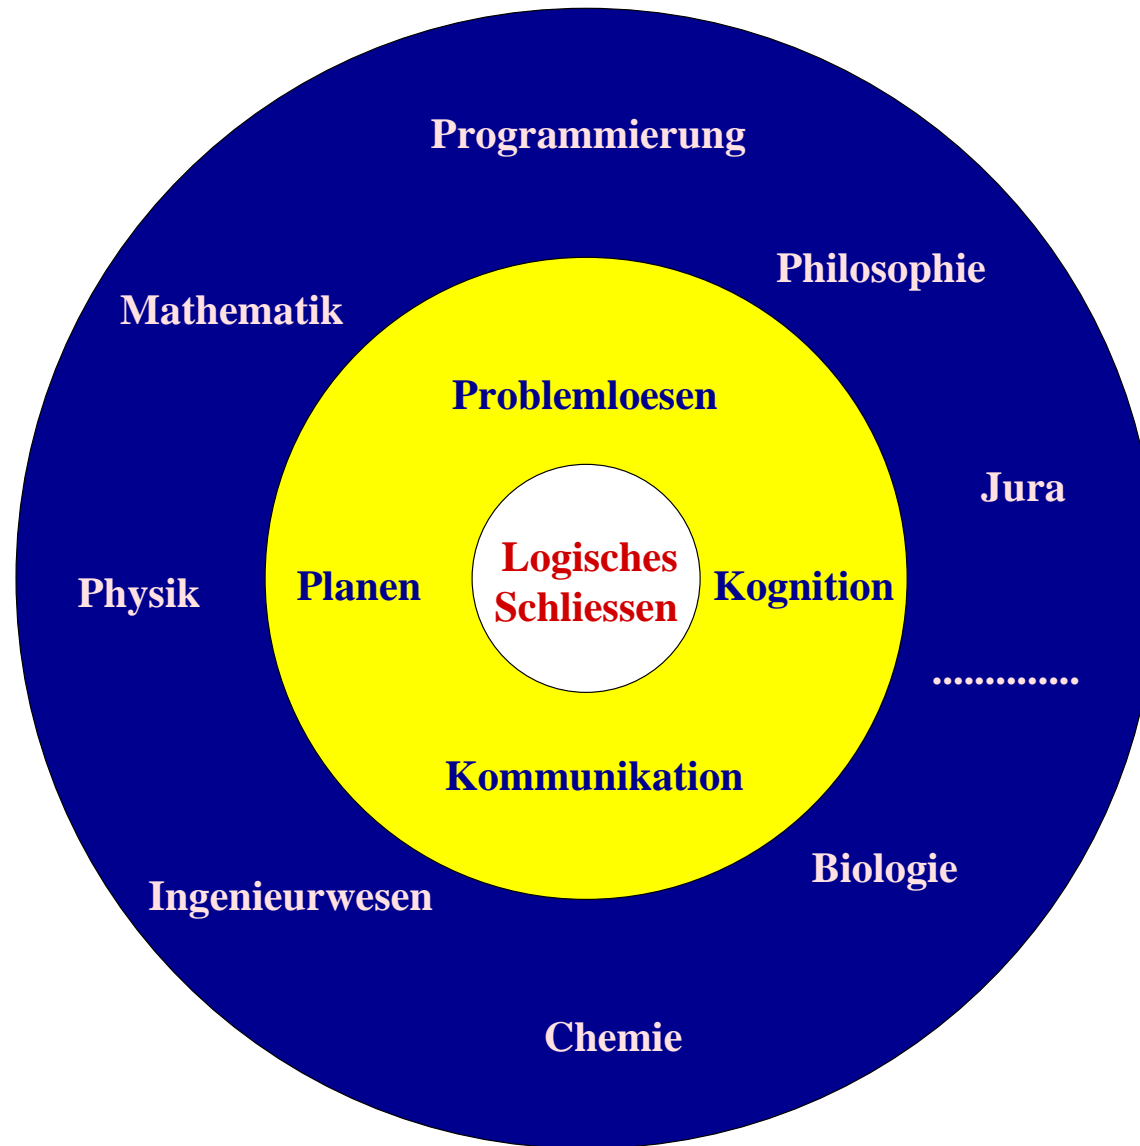 Programmierung
Philosophie
Mathematik
Problemloesen
Jura
Logisches
Schliessen
Planen
Kognition
Physik
..............
Kommunikation
Biologie
Ingenieurwesen
Chemie